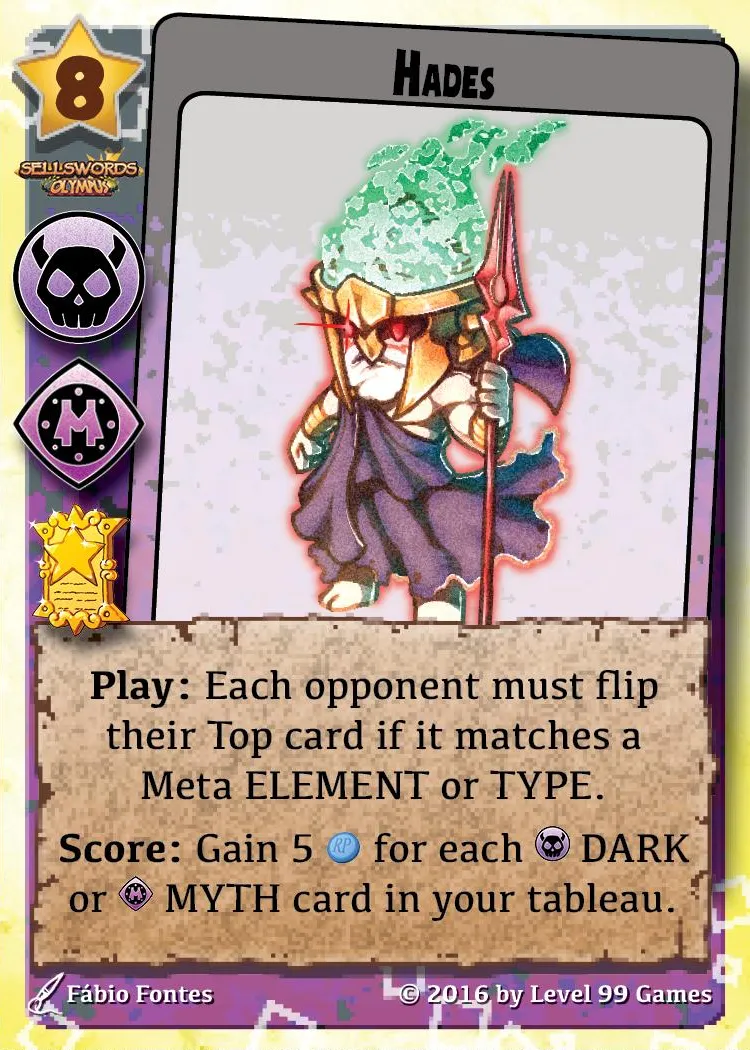 8
HADES
SELLSWORDS
OLYMPUS
M
Play: Each opponent must flip
their Top card if it matches a
Meta ELEMENT or TYPE.
Score: Gain 5 RP for each DARK
or M MYTH card in your tableau.
Fábio Fontes
© 2016 by Level 99 Games